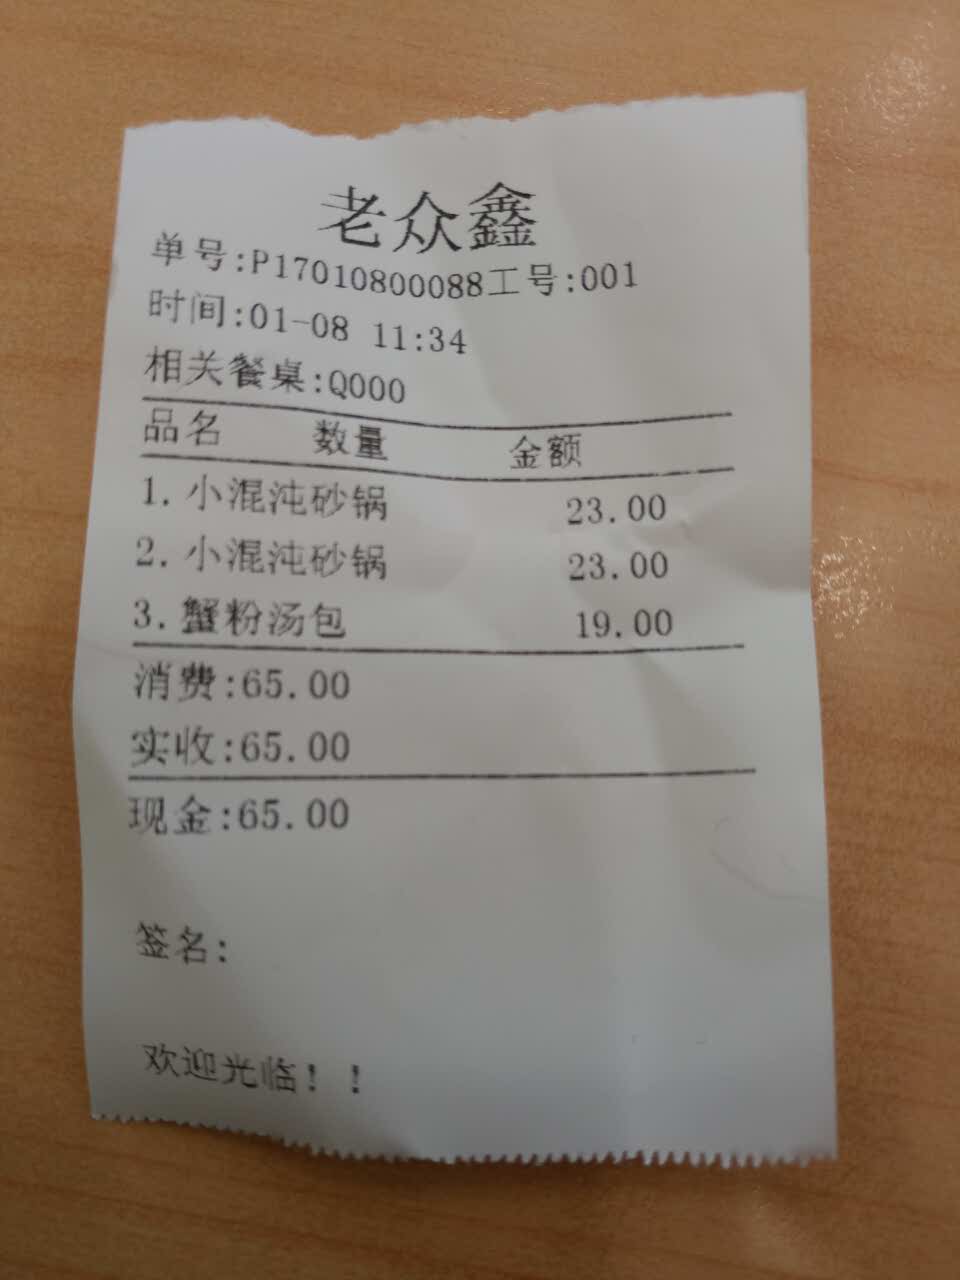 老众鑫
单号:P17010800088工号:001
时间:01-08 11:34
相关餐桌:Q000
品名 数量 金额
1.小混沌砂锅 23.00
2.小混沌砂锅 23.00
3.蟹粉汤包 19.00
消费:65.00
实收:65.00
现金:65.00
签名:
欢迎光临！！